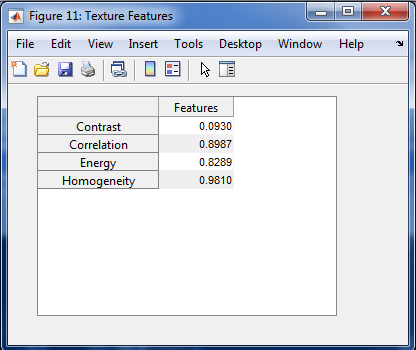 Figure 11: Texture Features
File Edit View Insert Tools Desktop Window Help
Features
Contrast 0.0930
Correlation 0.8987
Energy 0.8289
Homogeneity 0.9810